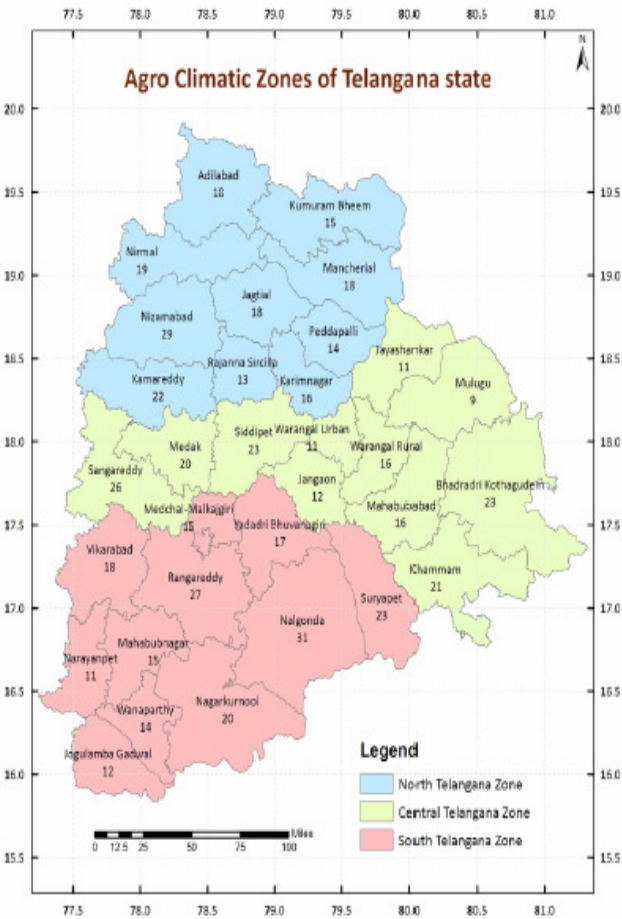 77.5 78.0 78.5 79.0 79.5 80.0 80.5 81.0
N
Agro Climatic Zones of Telangana state
20.0 20.0
Adilabad
18
19.5 19.5
Kumuram Bheem
15
Nirmal
19
19.0 19.0
Mancherial
18
Jagtial
18
Nizamabad
29
Peddapalli
14
18.5 18.5
Jayashankar
11
Rajanna Sircilla
13
Kamareddy
22
Karimnagar
16
Mulugu
9
18.0 18.0
Siddipet
23
Warangal Urban
11
Medak
20
Warangal Rural
16
Sangareddy
26
Jangaon
12
Bhadradri Kothagudem
23
Medchal-Malkajgiri
15
Mahabubabad
16
17.5 17.5
Yadadri Bhuvanagiri
17
Vikarabad
18
Rangareddy
27
Khammam
21
17.0 17.0
Suryapet
23
Nalgonda
31
Mahabubnagar
15
Narayanpet
11
16.5 16.5
Nagarkurnool
20
Wanaparthy
14
Jogulamba Gadwal
12
16.0 16.0
Legend
North Telangana Zone
Central Telangana Zone
South Telangana Zone
Miles
0 12.5 25 50 75 100
15.5 15.5
77.5 78.0 78.5 79.0 79.5 80.0 80.5 81.0